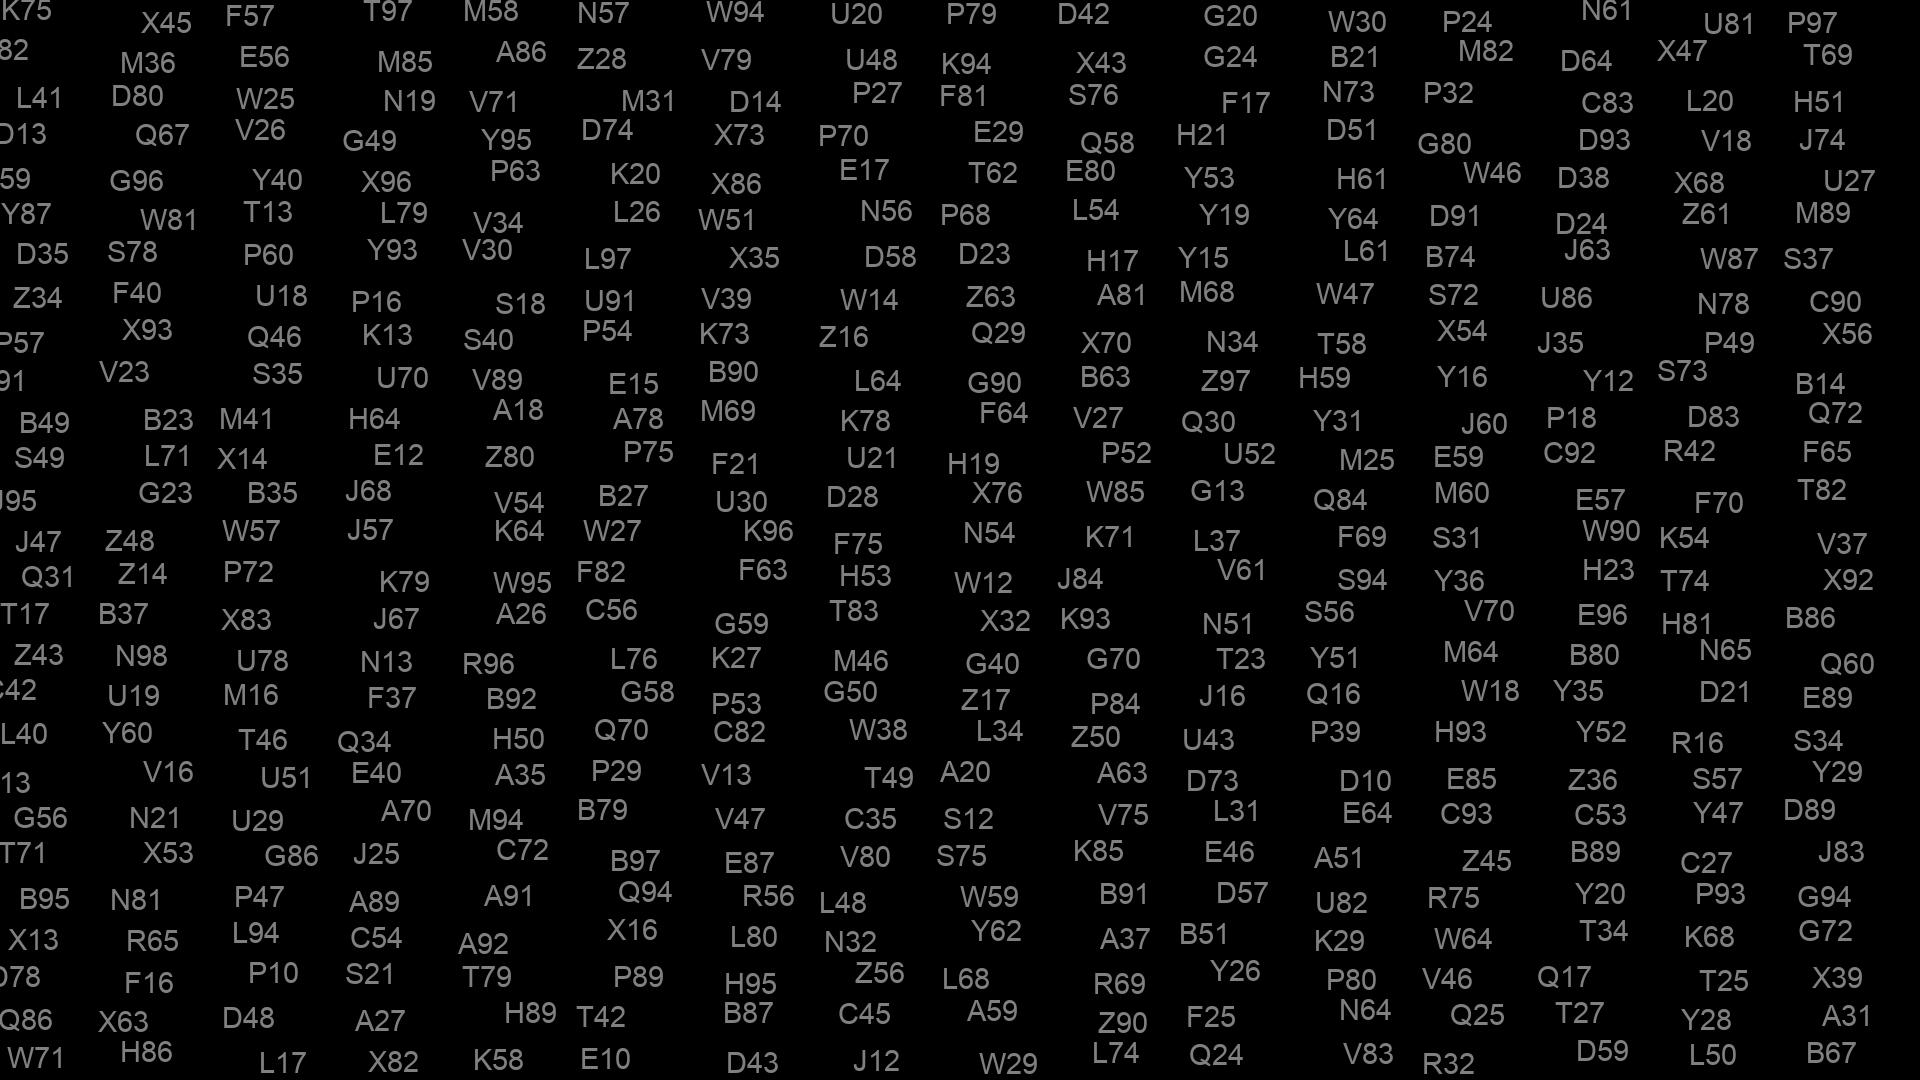 K75 X45 F57 T97 M58 N57 W94 U20 P79 D42 G20 W30 P24 N61 U81 P97
82 M36 E56 M85 A86 Z28 V79 U48 K94 X43 G24 B21 M82 D64 X47 T69
L41 D80 W25 N19 V71 M31 D14 P27 F81 S76 F17 N73 P32 C83 L20 H51
D13 Q67 V26 G49 Y95 D74 X73 P70 E29 Q58 H21 D51 G80 D93 V18 J74
59 G96 Y40 X96 P63 K20 X86 E17 T62 E80 Y53 H61 W46 D38 X68 U27
Y87 W81 T13 L79 V34 L26 W51 N56 P68 L54 Y19 Y64 D91 D24 Z61 M89
D35 S78 P60 Y93 V30 L97 X35 D58 D23 H17 Y15 L61 B74 J63 W87 S37
Z34 F40 U18 P16 S18 U91 V39 W14 Z63 A81 M68 W47 S72 U86 N78 C90
P57 X93 Q46 K13 S40 P54 K73 Z16 Q29 X70 N34 T58 X54 J35 P49 X56
91 V23 S35 U70 V89 E15 B90 L64 G90 B63 Z97 H59 Y16 Y12 S73 B14
B49 B23 M41 H64 A18 A78 M69 K78 F64 V27 Q30 Y31 J60 P18 D83 Q72
S49 L71 X14 E12 Z80 P75 F21 U21 H19 P52 U52 M25 E59 C92 R42 F65
95 G23 B35 J68 V54 B27 U30 D28 X76 W85 G13 Q84 M60 E57 F70 T82
J47 Z48 W57 J57 K64 W27 K96 F75 N54 K71 L37 F69 S31 W90 K54 V37
Q31 Z14 P72 K79 W95 F82 F63 H53 W12 J84 V61 S94 Y36 H23 T74 X92
T17 B37 X83 J67 A26 C56 G59 T83 X32 K93 N51 S56 V70 E96 H81 B86
Z43 N98 U78 N13 R96 L76 K27 M46 G40 G70 T23 Y51 M64 B80 N65 Q60
C42 U19 M16 F37 B92 G58 P53 G50 Z17 P84 J16 Q16 W18 Y35 D21 E89
L40 Y60 T46 Q34 H50 Q70 C82 W38 L34 Z50 U43 P39 H93 Y52 R16 S34
13 V16 U51 E40 A35 P29 V13 T49 A20 A63 D73 D10 E85 Z36 S57 Y29
G56 N21 U29 A70 M94 B79 V47 C35 S12 V75 L31 E64 C93 C53 Y47 D89
T71 X53 G86 J25 C72 B97 E87 V80 S75 K85 E46 A51 Z45 B89 C27 J83
B95 N81 P47 A89 A91 Q94 R56 L48 W59 B91 D57 U82 R75 Y20 P93 G94
X13 R65 L94 C54 A92 X16 L80 N32 Y62 A37 B51 K29 W64 T34 K68 G72
78 F16 P10 S21 T79 P89 H95 Z56 L68 R69 Y26 P80 V46 Q17 T25 X39
Q86 X63 D48 A27 H89 T42 B87 C45 A59 Z90 F25 N64 Q25 T27 Y28 A31
W71 H86 L17 X82 K58 E10 D43 J12 W29 L74 Q24 V83 R32 D59 L50 B67